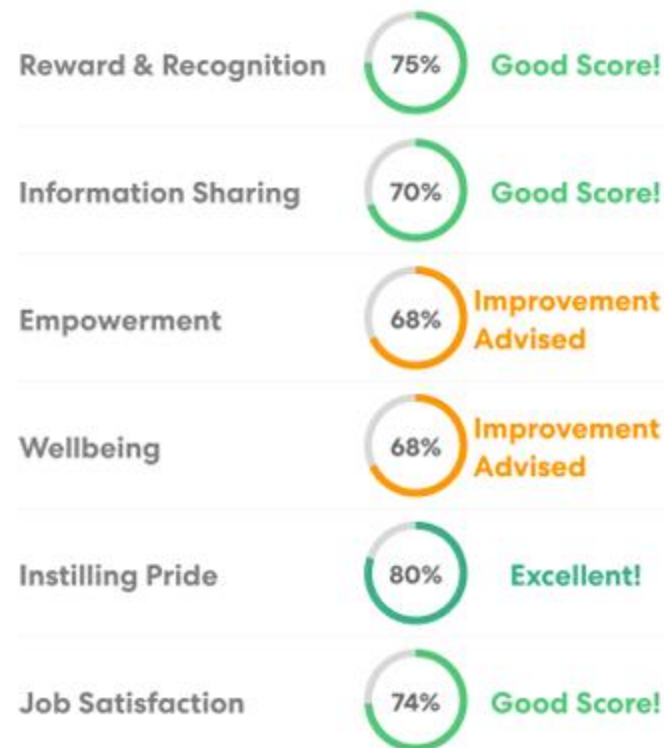 Reward & Recognition 75% Good Score!
Information Sharing 70% Good Score!
Empowerment 68% Improvement
Advised
Wellbeing 68% Improvement
Advised
Instilling Pride 80% Excellent!
Job Satisfaction 74% Good Score!